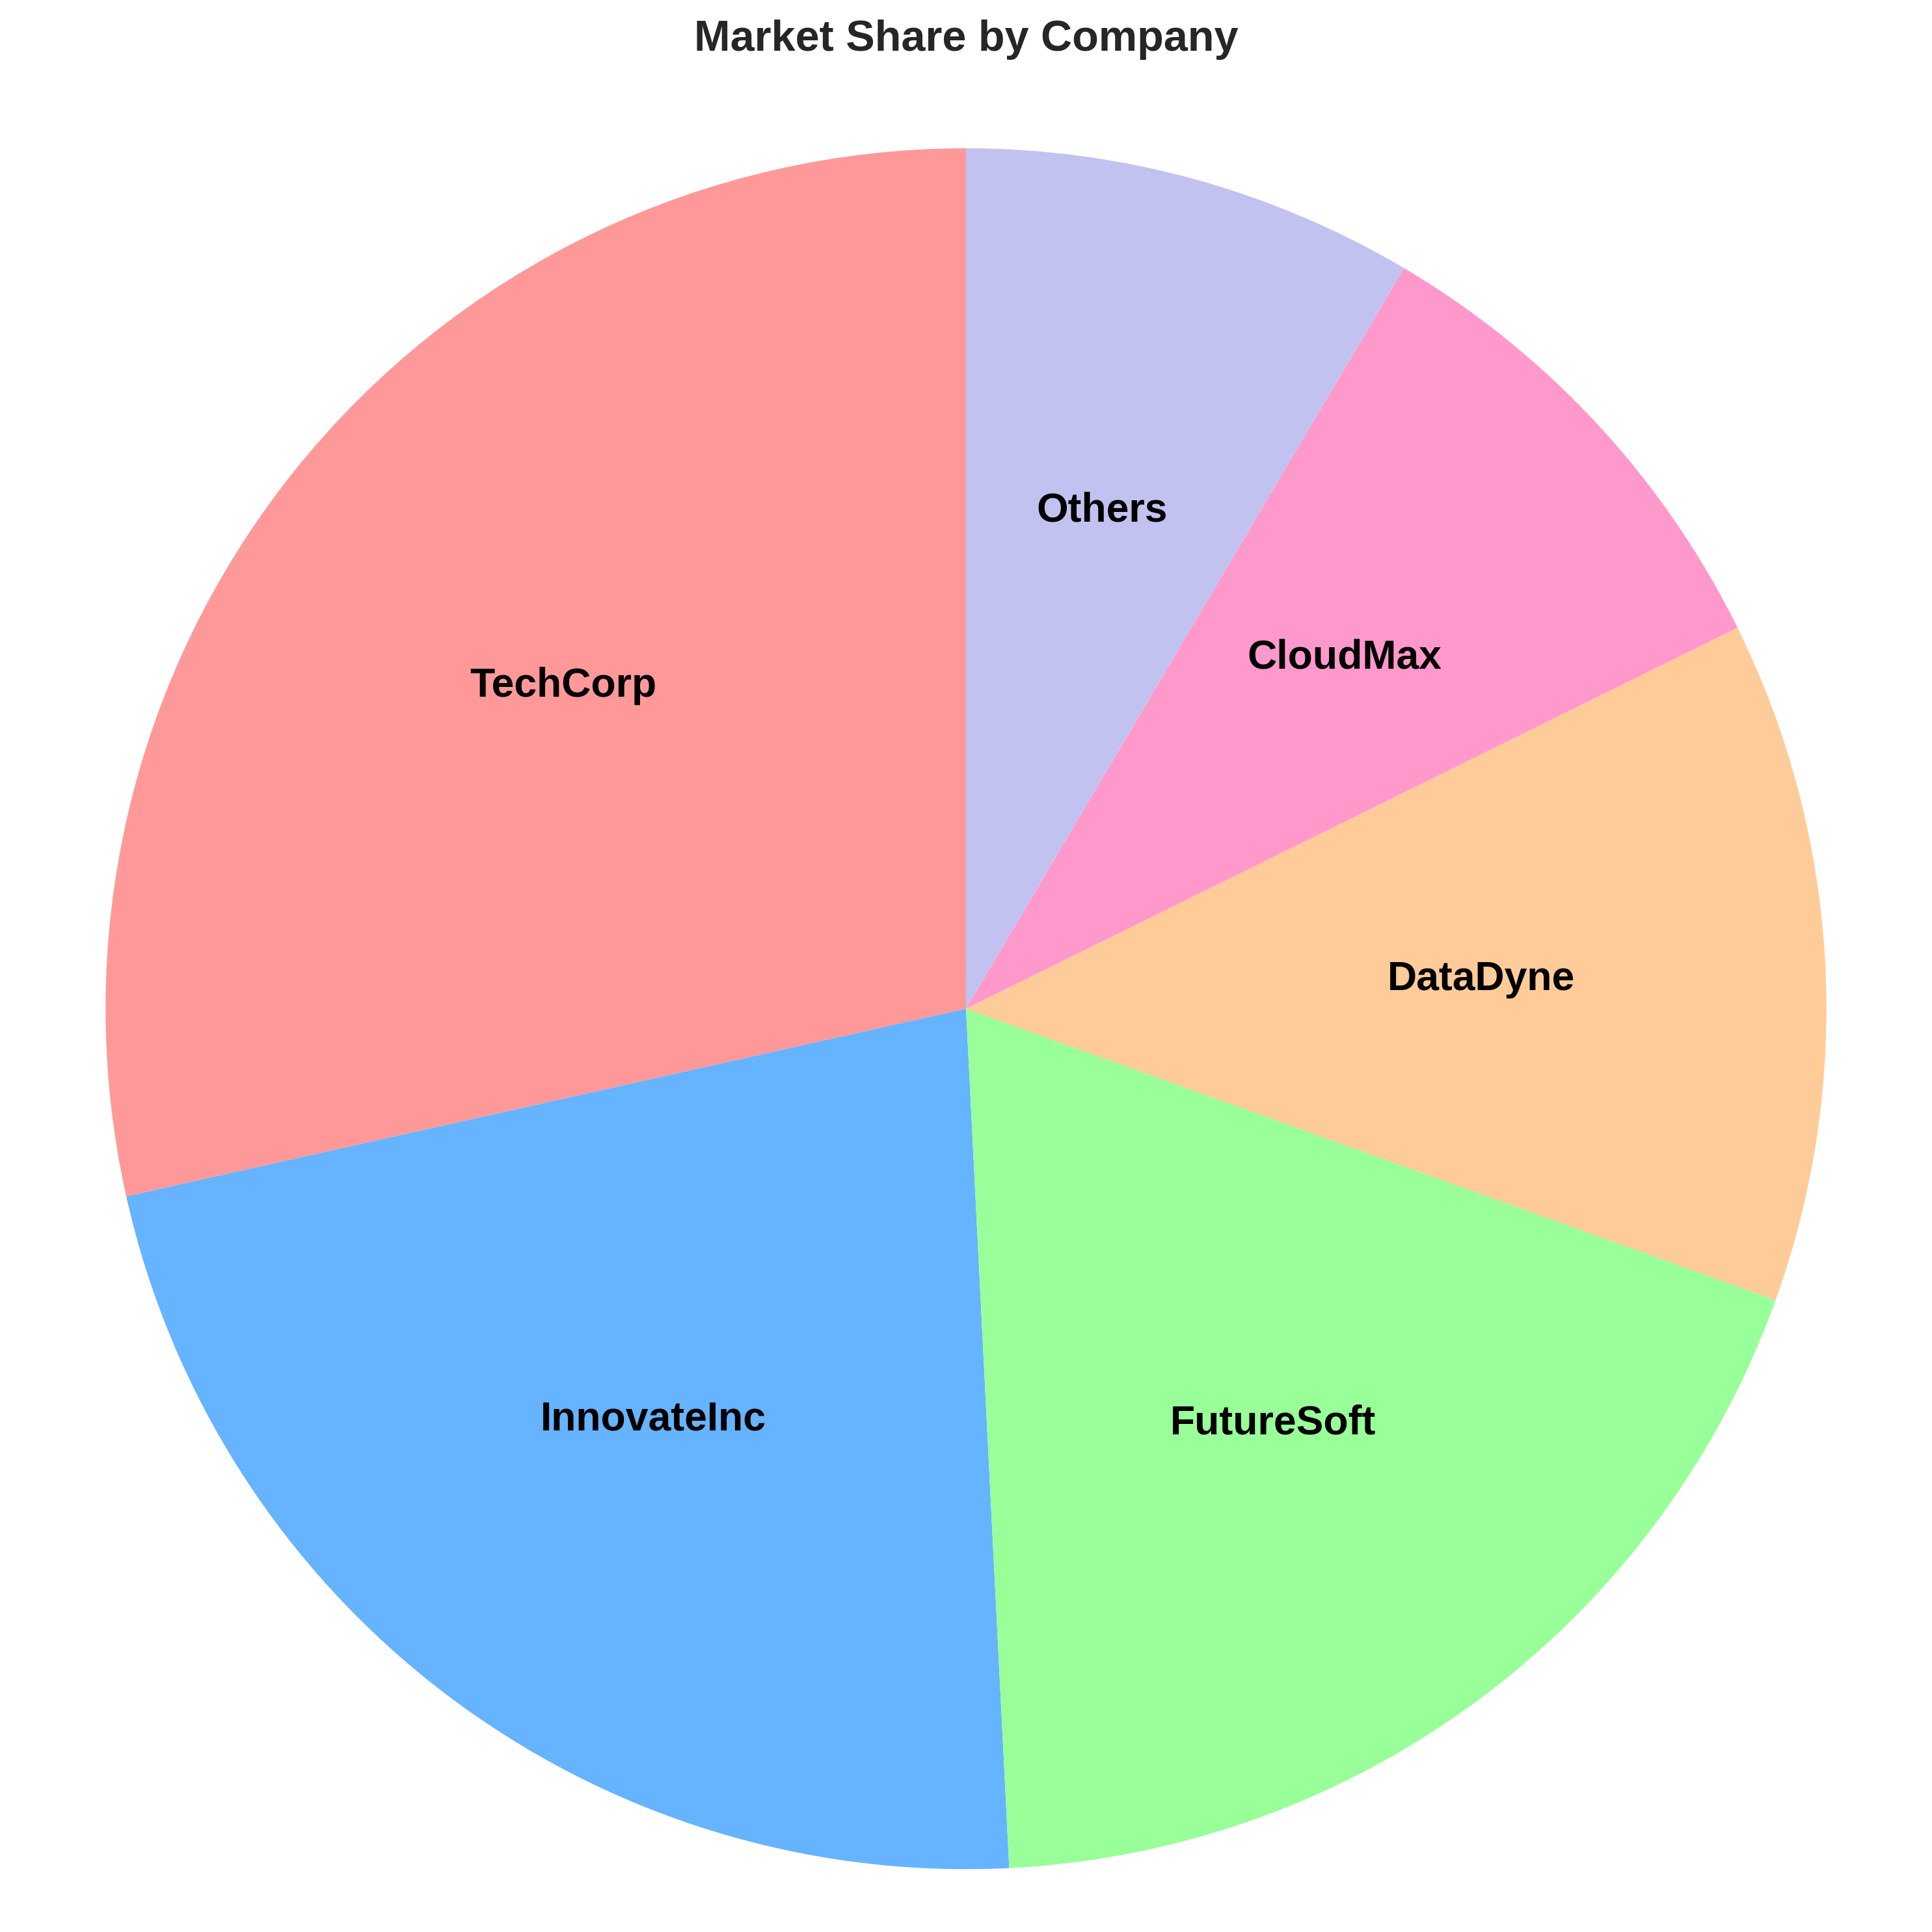 Market Share by Company
Others
CloudMax
TechCorp
DataDyne
InnovateInc
FutureSoft